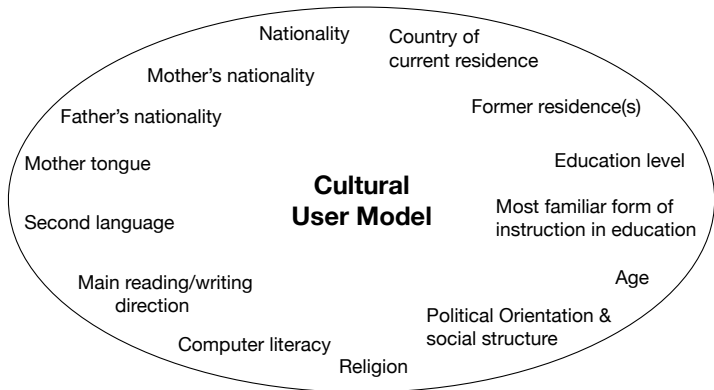 Nationality
Country of
current residence
Mother’s nationality
Former residence(s)
Father’s nationality
Mother tongue
Education level
Cultural
User Model
Second language
Most familiar form of
instruction in education
Age
Main reading/writing
direction
Political Orientation &
social structure
Computer literacy
Religion